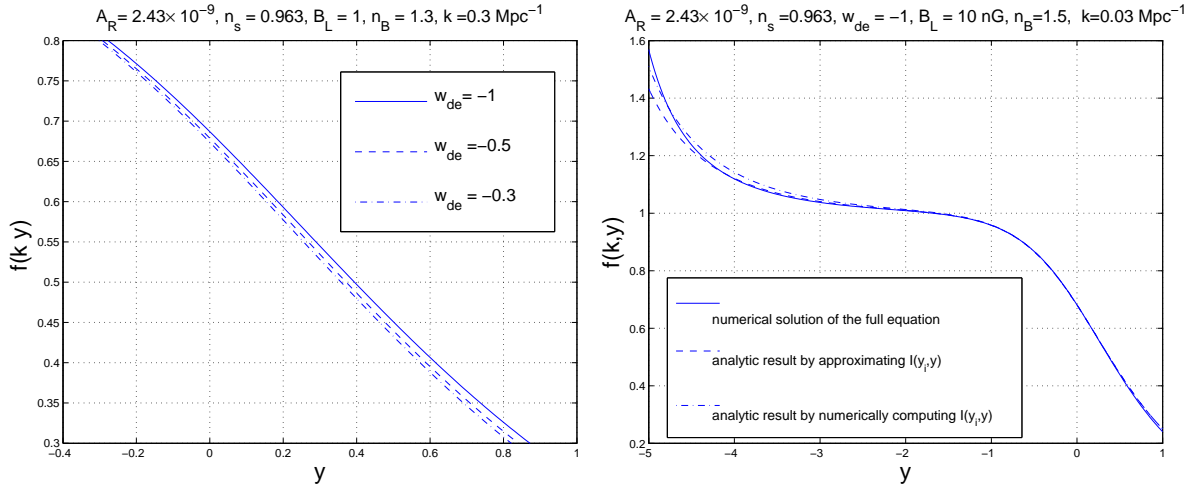 A_R = 2.43× 10^−9, n_s = 0.963, B_L = 1, n_B = 1.3, k =0.3 Mpc^−1
0.8
0.75
0.7
0.65
0.6
0.55
0.5
0.45
0.4
0.35
0.3
f(k y)
w_de = −1
w_de = −0.5
w_de = −0.3
−0.4
−0.2
0
0.2
0.4
0.6
0.8
1
y
A_R = 2.43× 10^−9, n_s =0.963, w_de = −1, B_L = 10 nG, n_B =1.5, k=0.03 Mpc^−1
1.6
1.4
1.2
1
0.8
0.6
0.4
0.2
f(k,y)
numerical solution of the full equation
analytic result by approximating I(y_i,y)
analytic result by numerically computing I(y_i,y)
−5
−4
−3
−2
−1
0
1
y